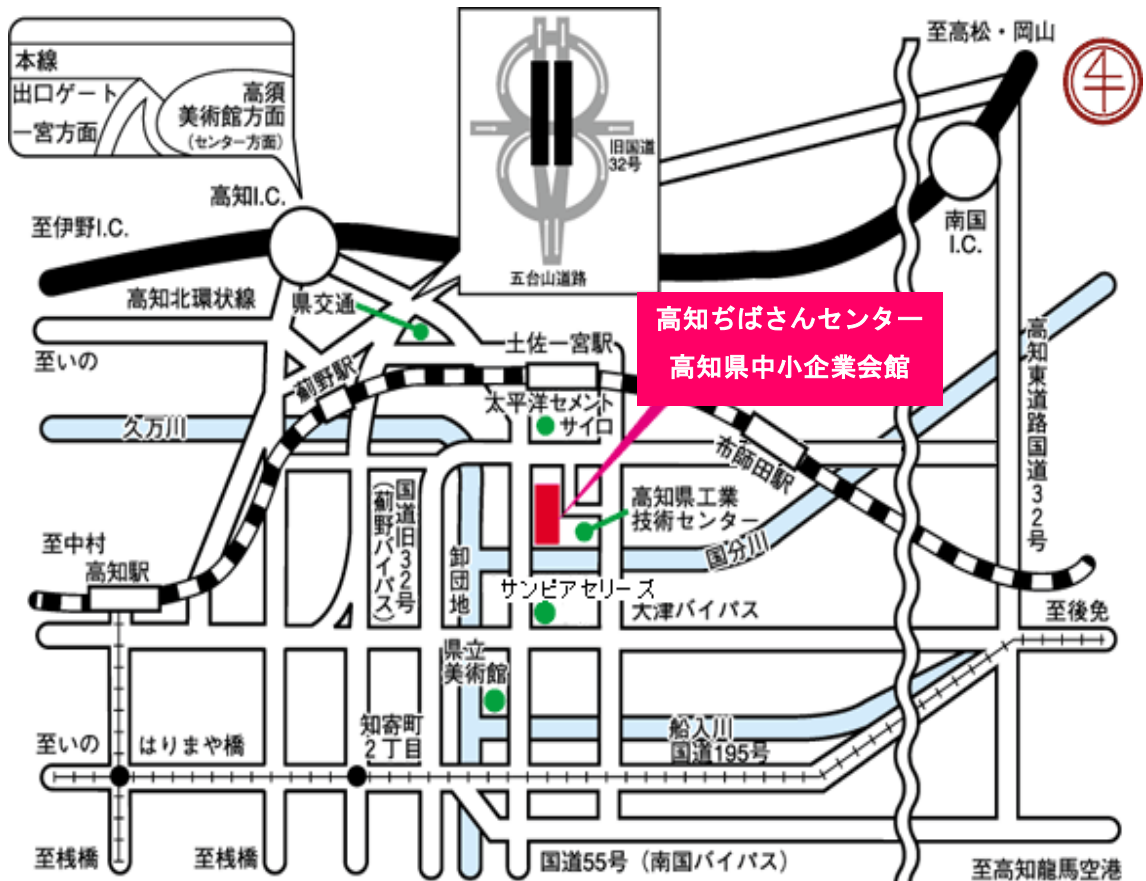 本線
出口ゲート
一宮方面
高須
美術館方面
(センター方面)
旧国道
32号
五台山道路
至高松・岡山
高知I.C.
至伊野I.C.
南国
I.C.
高知北環状線
県交通
至いの
土佐一宮駅
高知ぢばさんセンター
高知県中小企業会館
薊野駅
太平洋セメント
サイロ
久万川
布師田駅
高知東道路国道32号
国道旧32号
(薊野バイパス)
高知県工業
技術センター
至中村
高知駅
卸団地
国分川
サンピアセリーズ
大津バイパス
至後免
県立
美術館
知寄町
2丁目
船入川
国道195号
至いの
はりまや橋
至桟橋
至桟橋
国道55号(南国バイパス)
至高知龍馬空港